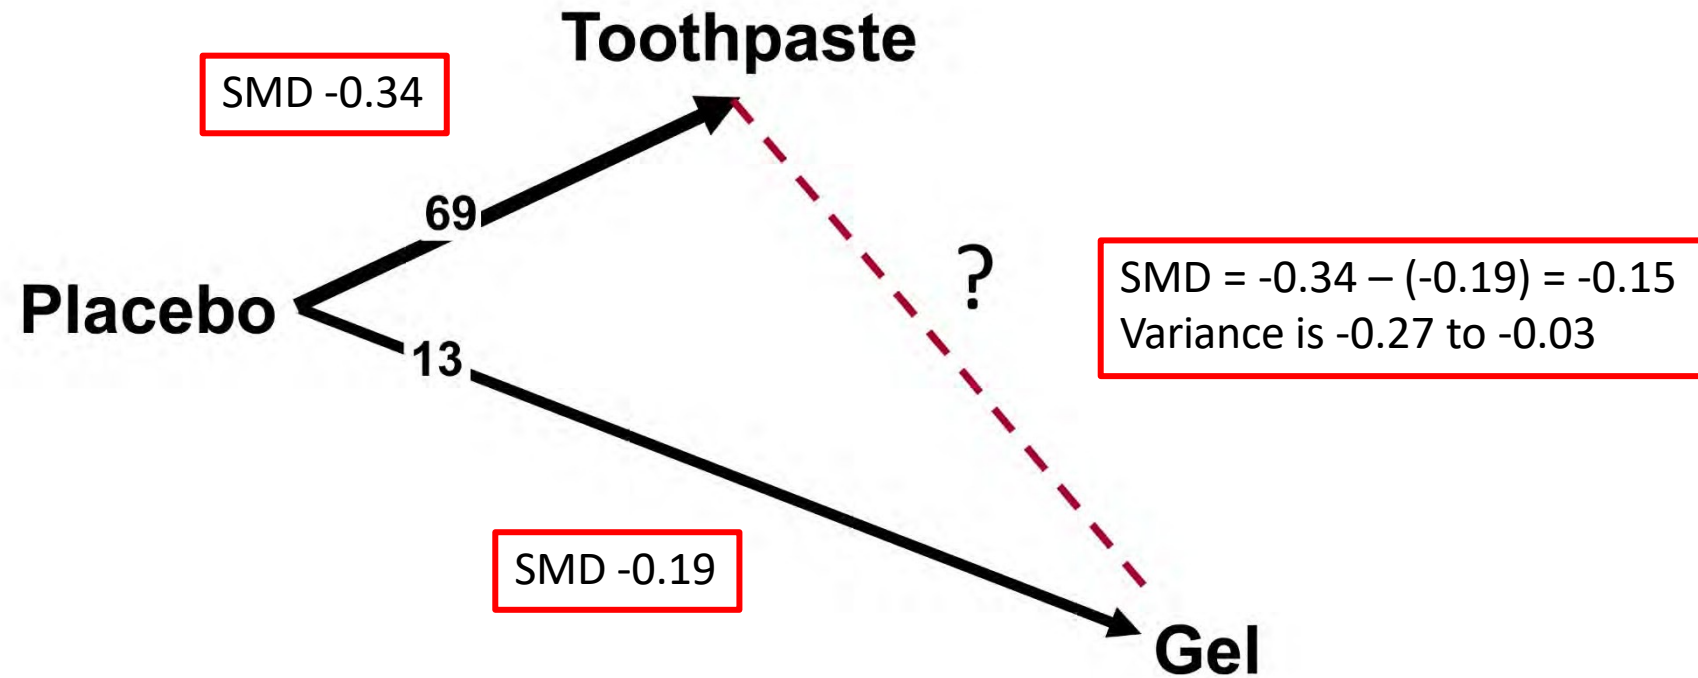 Toothpaste
SMD -0.34
69
?
Placebo
SMD = -0.34 – (-0.19) = -0.15
Variance is -0.27 to -0.03
13
SMD -0.19
Gel